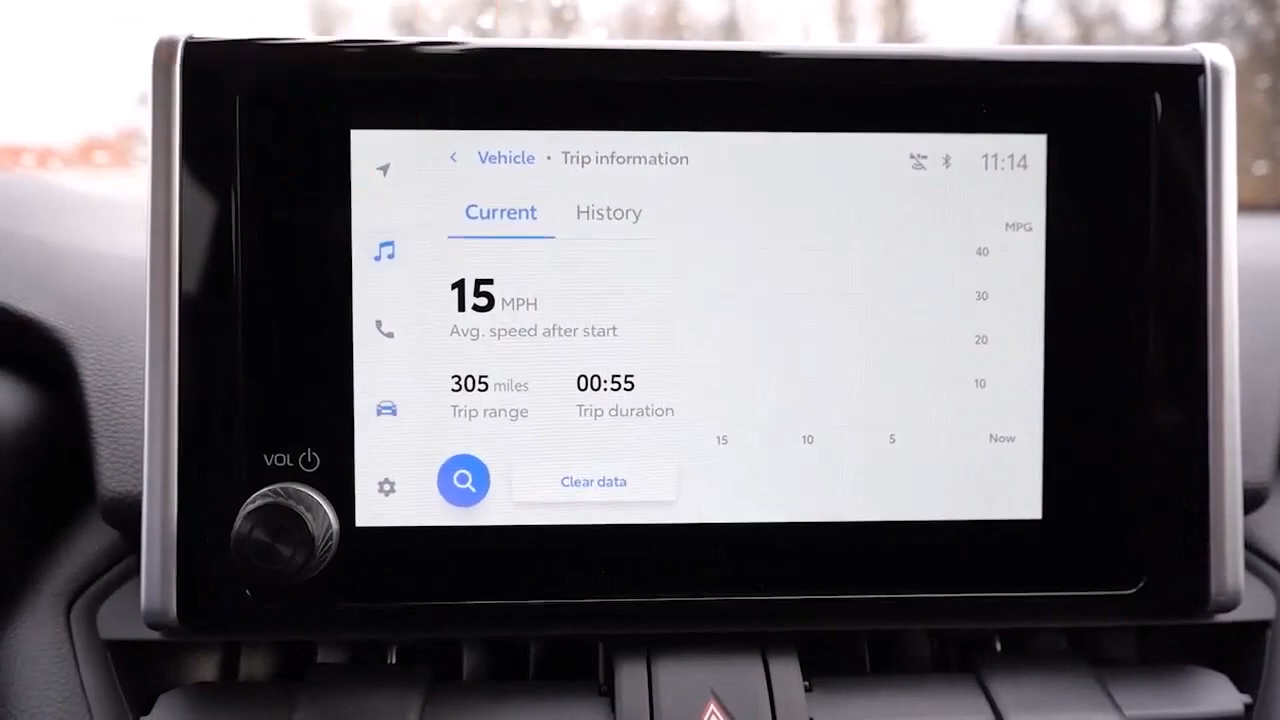 Vehicle • Trip information
11:14
Current
History
MPG
40
30
20
10
15 MPH
Avg. speed after start
305 miles
00:55
Trip range
Trip duration
15
10
5
Now
Clear data
VOL